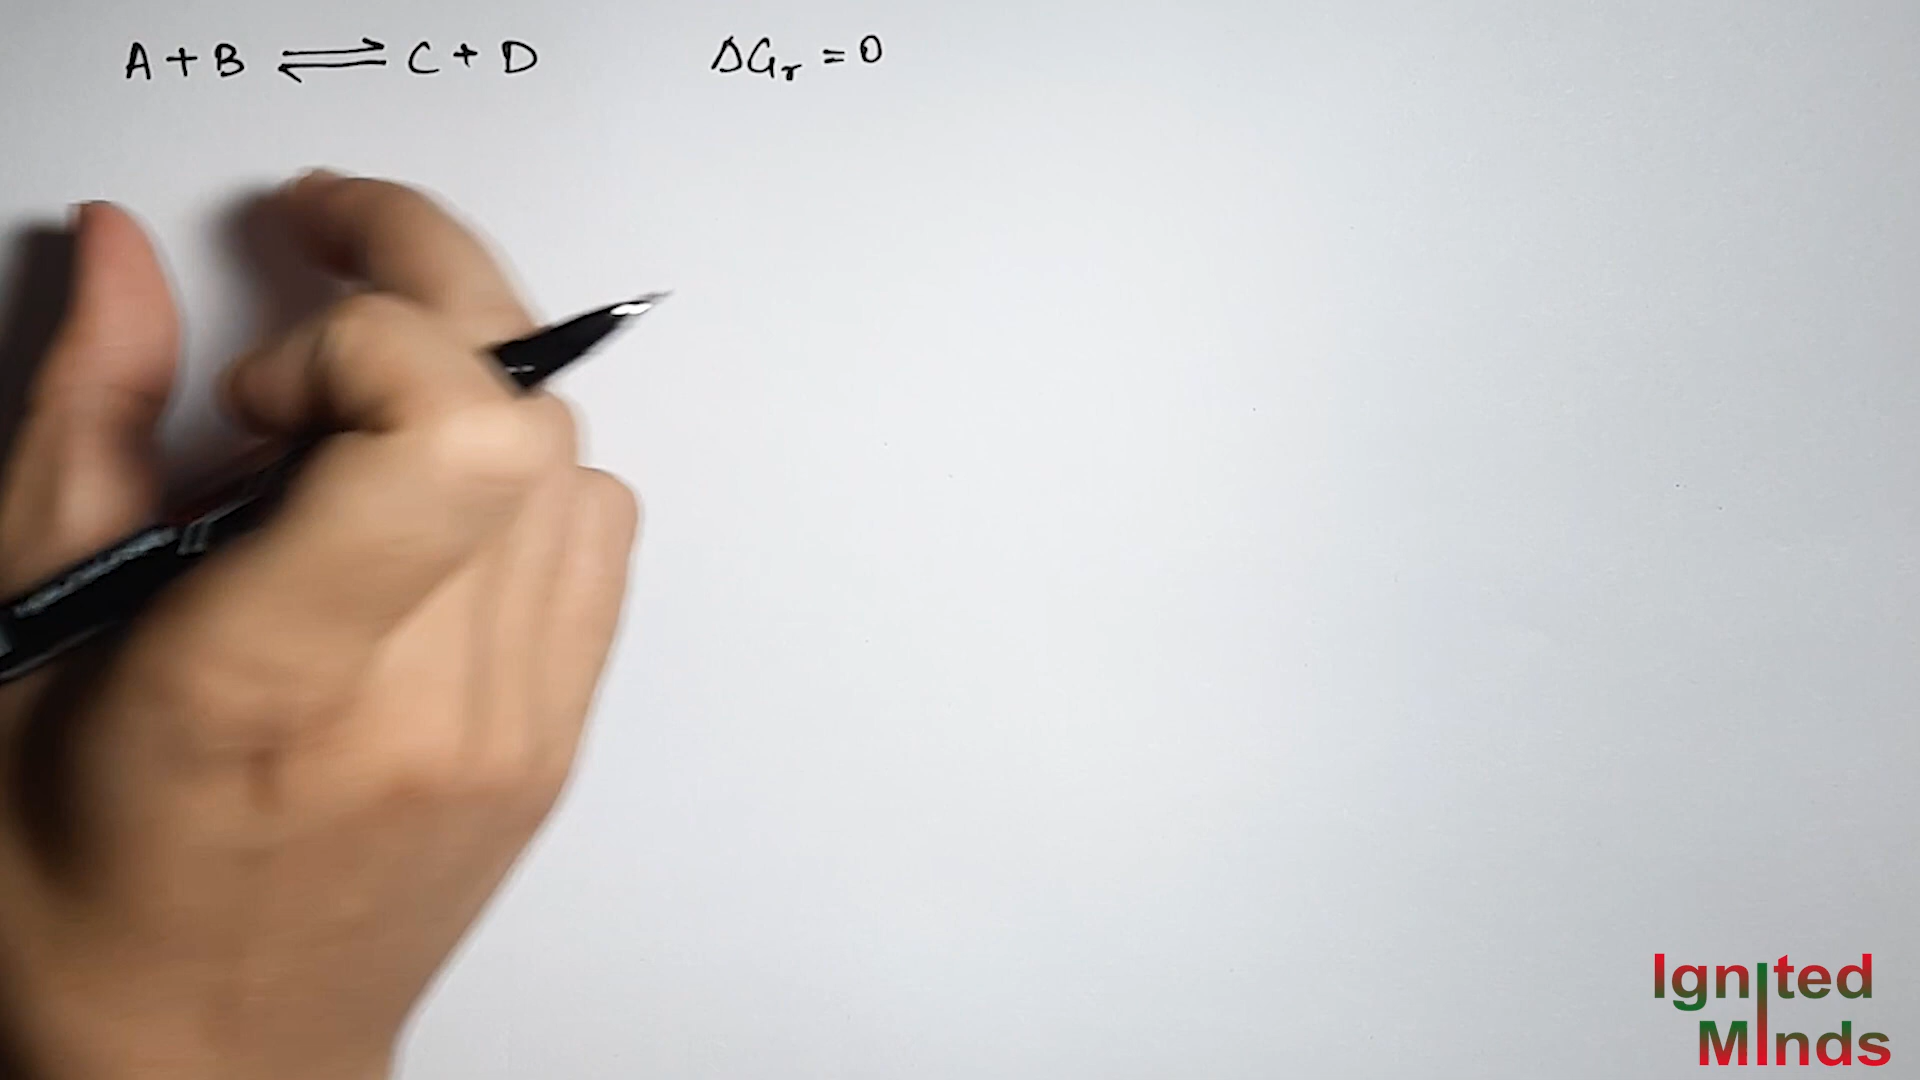 A + B ⇌ C + D    ΔGr = 0
Ignited
Minds